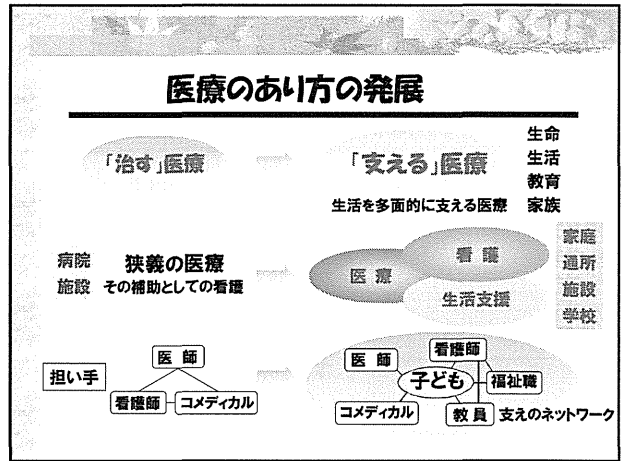 医療のあり方の発展
「治す」医療
「支える」医療
生命
生活
教育
家族
生活を多面的に支える医療
病院
施設
狭義の医療
その補助としての看護
医療
看護
生活支援
家庭
通所
施設
学校
担い手
医師
看護師
コメディカル
医師
看護師
子ども
福祉職
コメディカル
教員
支えのネットワーク